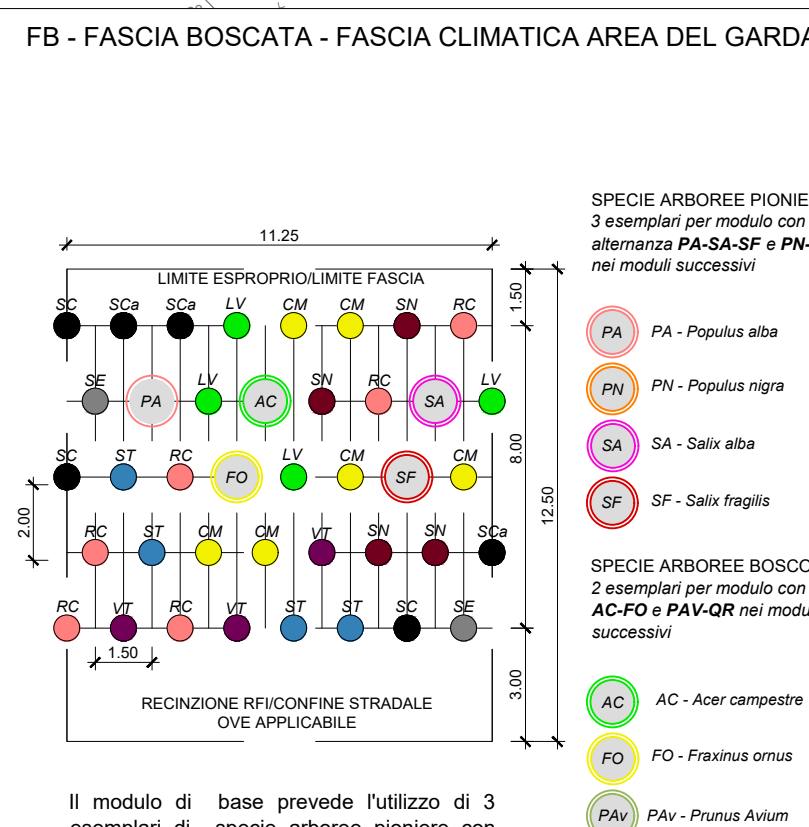 FB - FASCIA BOSCATA - FASCIA CLIMATICA AREA DEL GARDA
11.25
LIMITE ESPROPRIO/LIMITE FASCIA
1.50
SC SCa SCa LV CM CM SN RC
SE PA LV AC SN RC SA LV
8.00
SC ST RC FO LV CM SF CM
12.50
2.00
RC ST CM CM VT SN SN SCa
RC VT RC VT ST ST SC SE
1.50
3.00
RECINZIONE RFI/CONFINE STRADALE
OVE APPLICABILE
Il modulo di base prevede l'utilizzo di 3
esemplari di specie arboree pioniere con
SPECIE ARBOREE PIONIE
3 esemplari per modulo con
alternanza PA-SA-SF e PN-
nei moduli successivi
PA PA - Populus alba
PN PN - Populus nigra
SA SA - Salix alba
SF SF - Salix fragilis
SPECIE ARBOREE BOSCO
2 esemplari per modulo con
AC-FO e PAV-QR nei modu
successivi
AC AC - Acer campestre
FO FO - Fraxinus ornus
PAv PAv - Prunus Avium